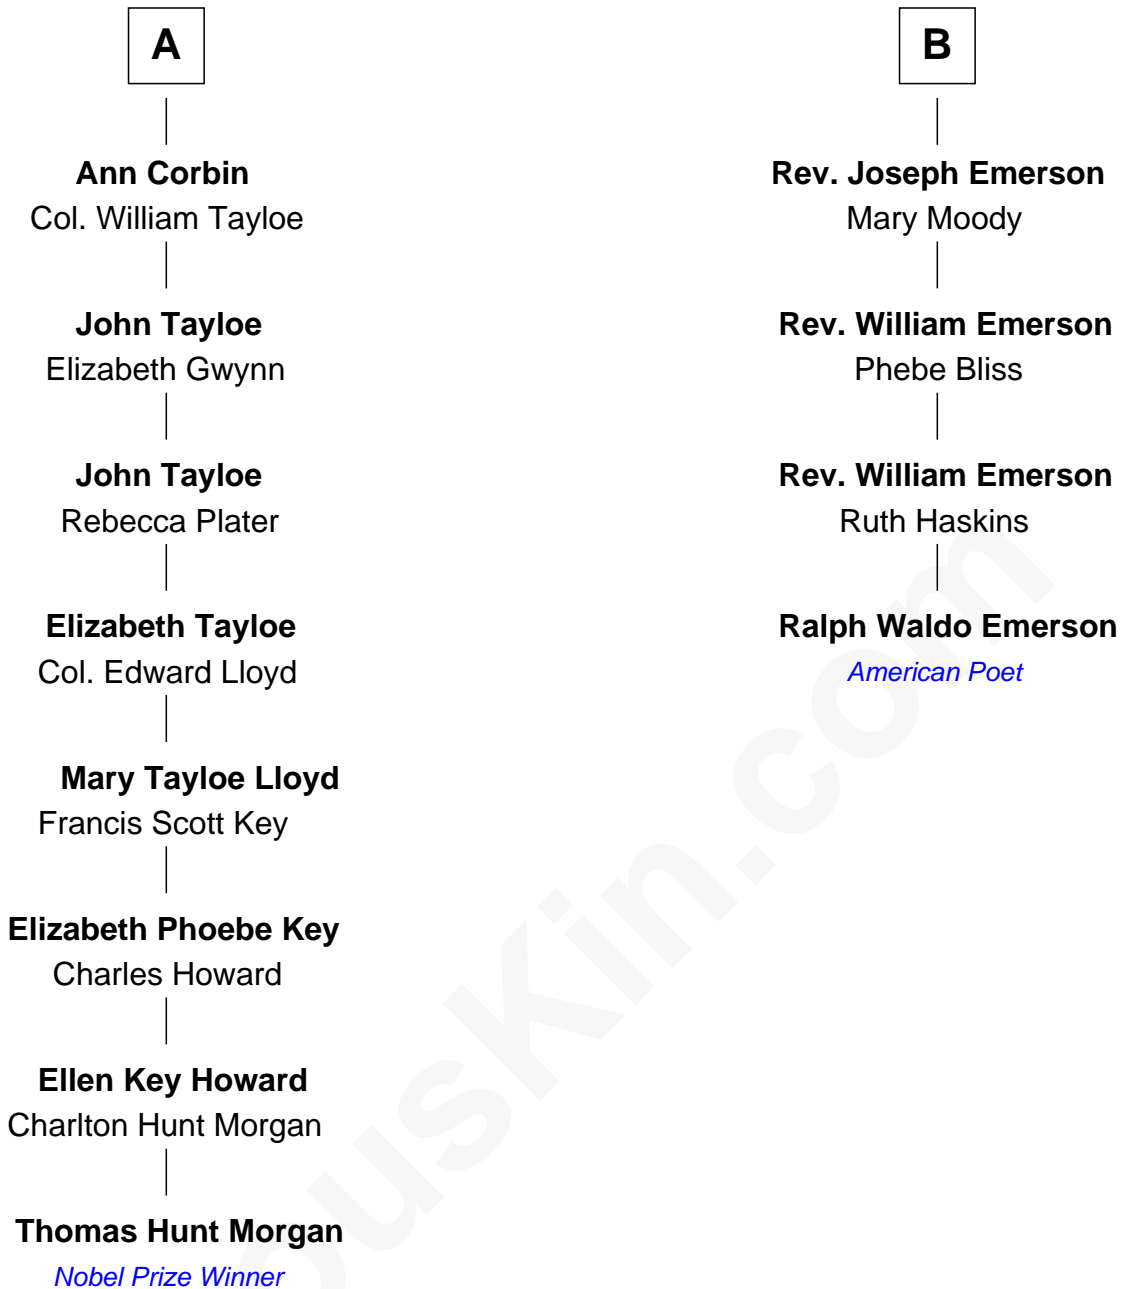 A
Ann Corbin
Col. William Tayloe
John Tayloe
Elizabeth Gwynn
John Tayloe
Rebecca Plater
Elizabeth Tayloe
Col. Edward Lloyd
Mary Tayloe Lloyd
Francis Scott Key
Elizabeth Phoebe Key
Charles Howard
Ellen Key Howard
Charlton Hunt Morgan
Thomas Hunt Morgan
Nobel Prize Winner
B
Rev. Joseph Emerson
Mary Moody
Rev. William Emerson
Phebe Bliss
Rev. William Emerson
Ruth Haskins
Ralph Waldo Emerson
American Poet
ousKin.com